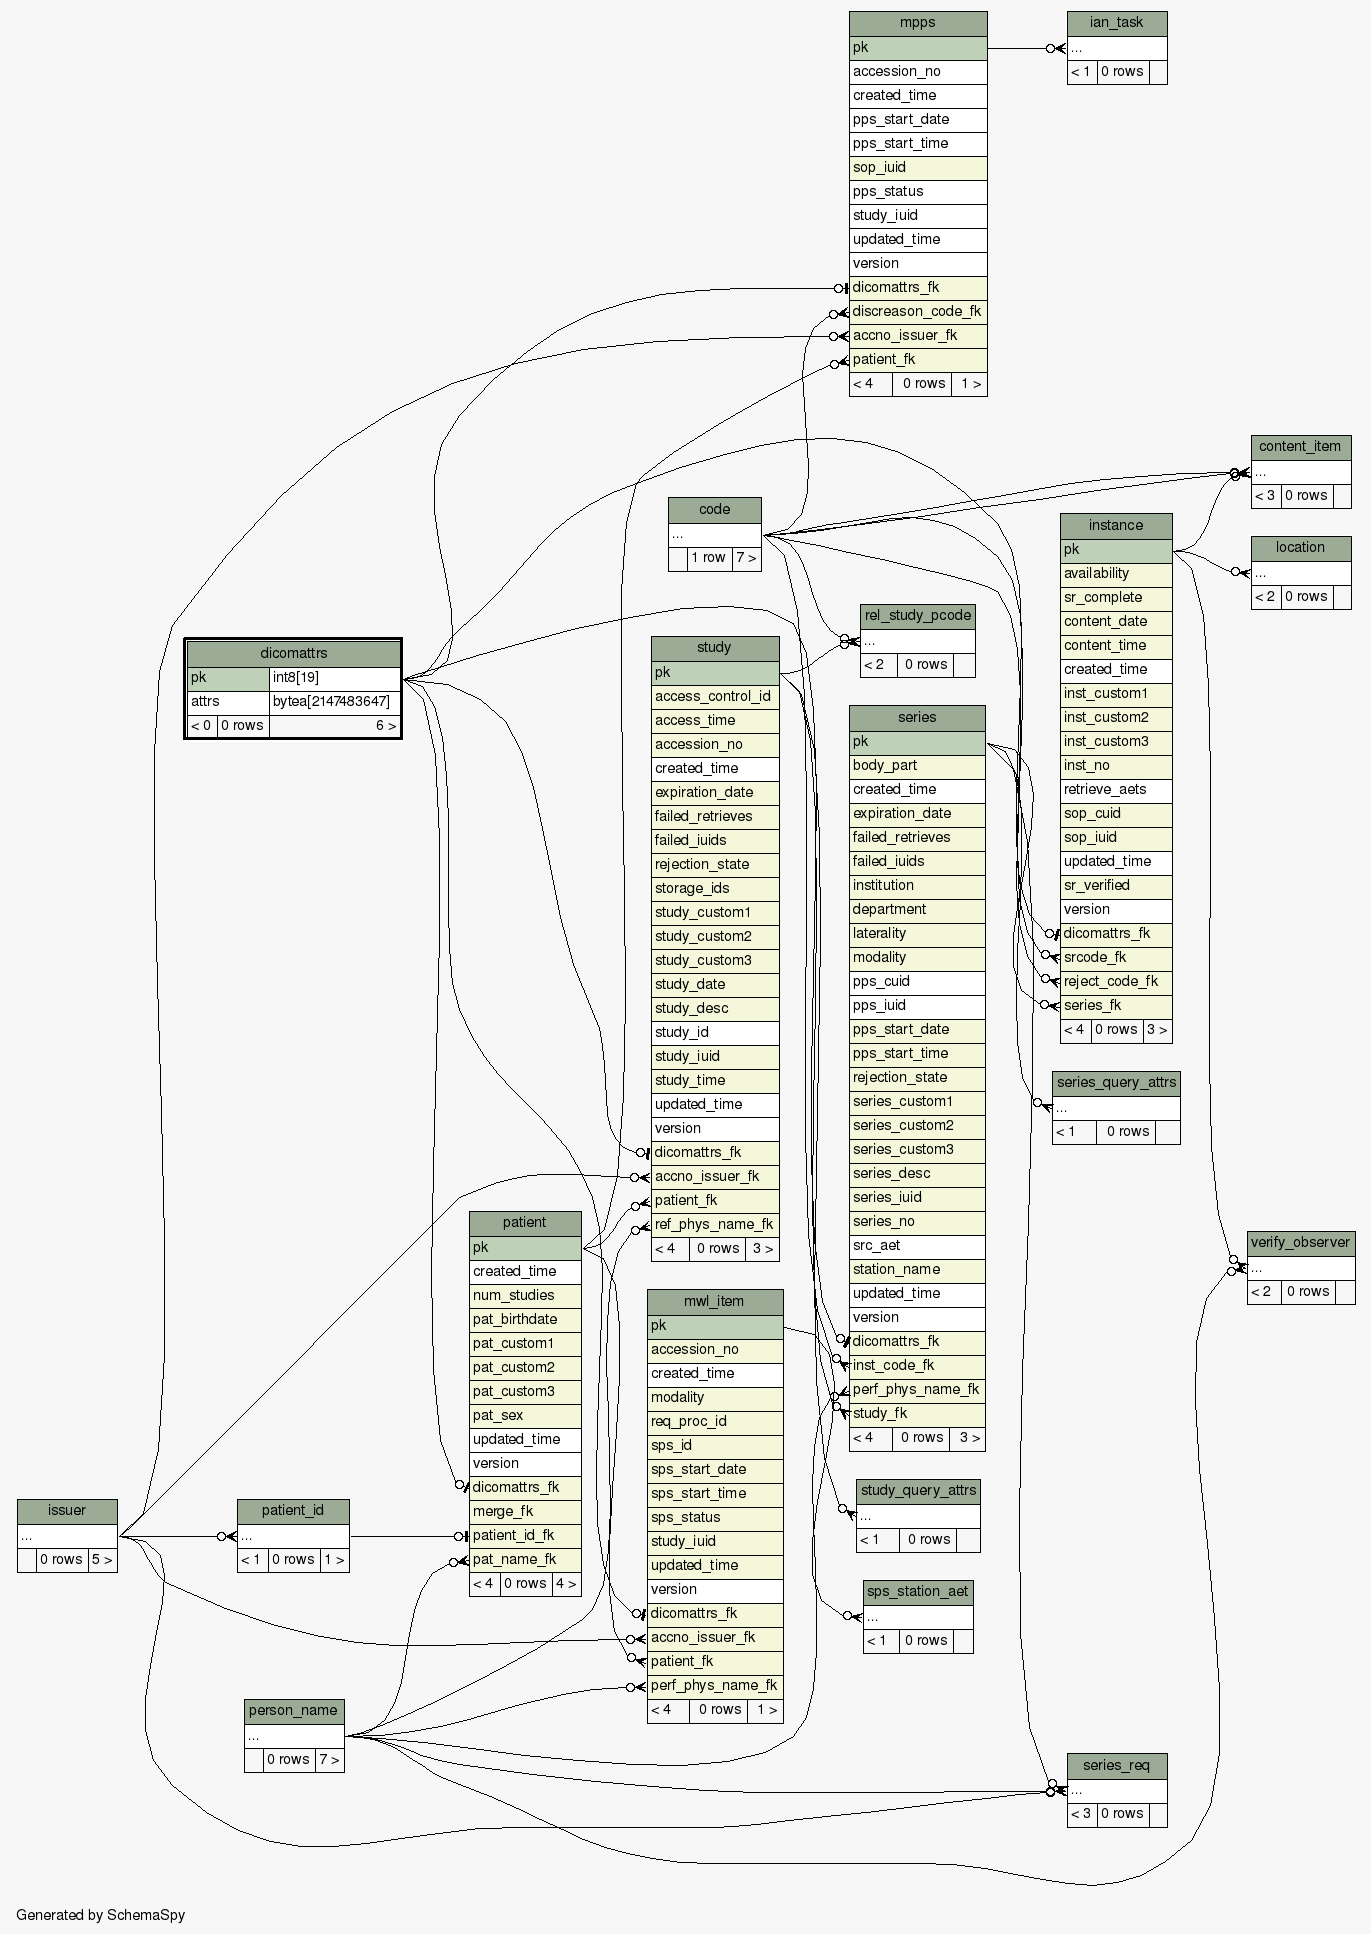 mpps
pk
accession_no
created_time
pps_start_date
pps_start_time
sop_iuid
pps_status
study_iuid
updated_time
version
dicomattrs_fk
discreason_code_fk
accno_issuer_fk
patient_fk
< 4 0 rows 1 >
ian_task
...
< 1 0 rows
content_item
...
< 3 0 rows
code
...
1 row 7 >
instance
pk
availability
sr_complete
content_date
content_time
created_time
inst_custom1
inst_custom2
inst_custom3
inst_no
retrieve_aets
sop_cuid
sop_iuid
updated_time
sr_verified
version
dicomattrs_fk
srcode_fk
reject_code_fk
series_fk
< 4 0 rows 3 >
location
...
< 2 0 rows
rel_study_pcode
...
< 2 0 rows
dicomattrs
pk int8[19]
attrs bytea[2147483647]
< 0 0 rows 6 >
study
pk
access_control_id
access_time
accession_no
created_time
expiration_date
failed_retrieves
failed_iuids
rejection_state
storage_ids
study_custom1
study_custom2
study_custom3
study_date
study_desc
study_id
study_iuid
study_time
updated_time
version
dicomattrs_fk
accno_issuer_fk
patient_fk
ref_phys_name_fk
< 4 0 rows 3 >
series
pk
body_part
created_time
expiration_date
failed_retrieves
failed_iuids
institution
department
laterality
modality
pps_cuid
pps_iuid
pps_start_date
pps_start_time
rejection_state
series_custom1
series_custom2
series_custom3
series_desc
series_iuid
series_no
src_aet
station_name
updated_time
version
dicomattrs_fk
inst_code_fk
perf_phys_name_fk
study_fk
< 4 0 rows 3 >
series_query_attrs
...
< 1 0 rows
patient
pk
created_time
num_studies
pat_birthdate
pat_custom1
pat_custom2
pat_custom3
pat_sex
updated_time
version
dicomattrs_fk
merge_fk
patient_id_fk
pat_name_fk
< 4 0 rows 4 >
verify_observer
...
< 2 0 rows
mwl_item
pk
accession_no
created_time
modality
req_proc_id
sps_id
sps_start_date
sps_start_time
sps_status
study_iuid
updated_time
version
dicomattrs_fk
accno_issuer_fk
patient_fk
perf_phys_name_fk
< 4 0 rows 1 >
issuer
...
0 rows 5 >
patient_id
...
< 1 0 rows 1 >
study_query_attrs
...
< 1 0 rows
sps_station_aet
...
< 1 0 rows
person_name
...
0 rows 7 >
series_req
...
< 3 0 rows
Generated by SchemaSpy